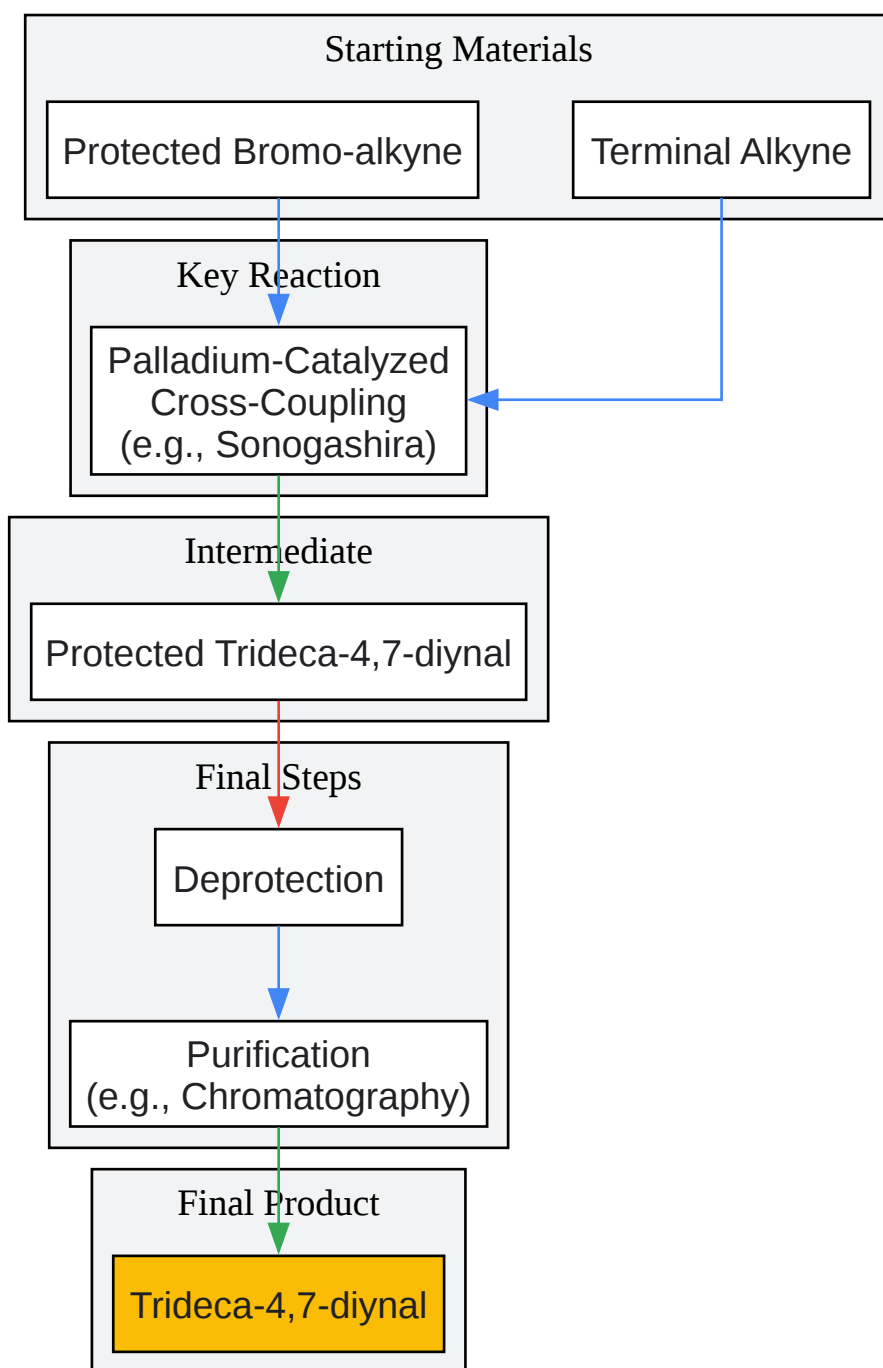 Starting Materials
Protected Bromo-alkyne
Terminal Alkyne
Key Reaction
Palladium-Catalyzed
Cross-Coupling
(e.g., Sonogashira)
Intermediate
Protected Trideca-4,7-diynal
Final Steps
Deprotection
Purification
(e.g., Chromatography)
Final Product
Trideca-4,7-diynal